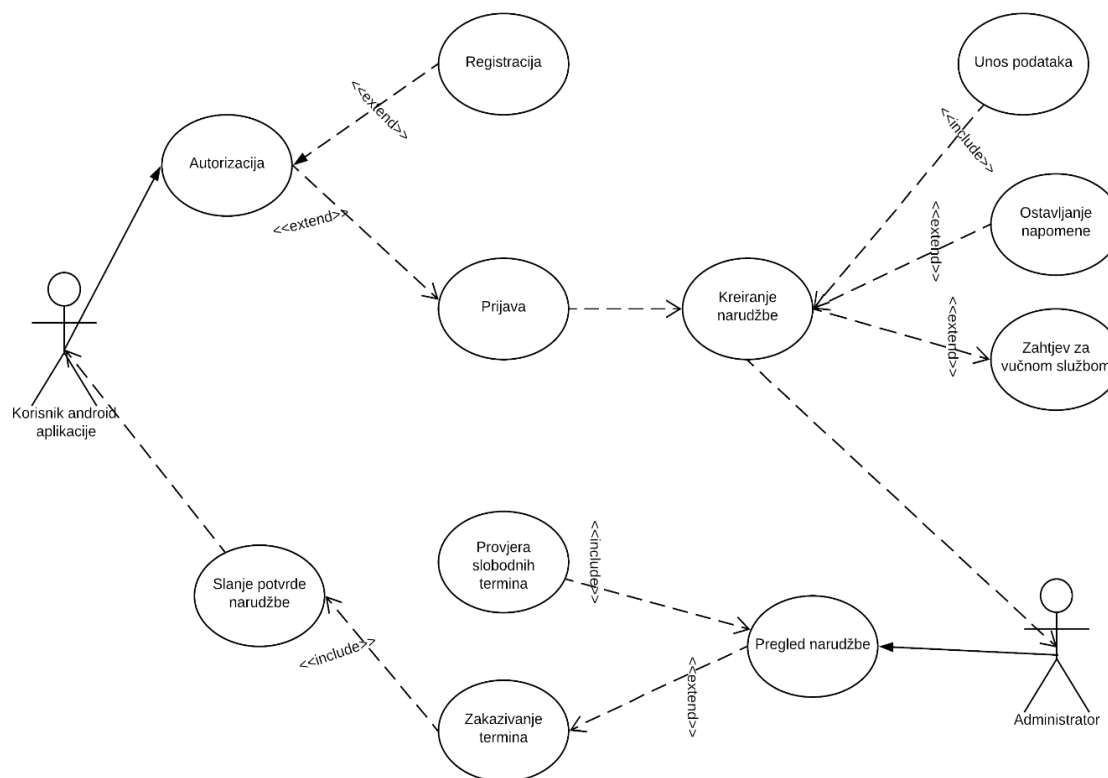 Registracija
Unos podataka
<<extend>>
<<include>>
Autorizacija
<<extend>>
Ostavljanje
napomene
<<extend>>
Prijava
Kreiranje
narudžbe
<<extend>>
Zahtjev za
vučnom službom
Korisnik android
aplikacije
Provjera
slobodnih
termina
<<include>>
Slanje potvrde
narudžbe
<<include>>
Pregled narudžbe
<<extend>>
Zakazivanje
termina
Administrator